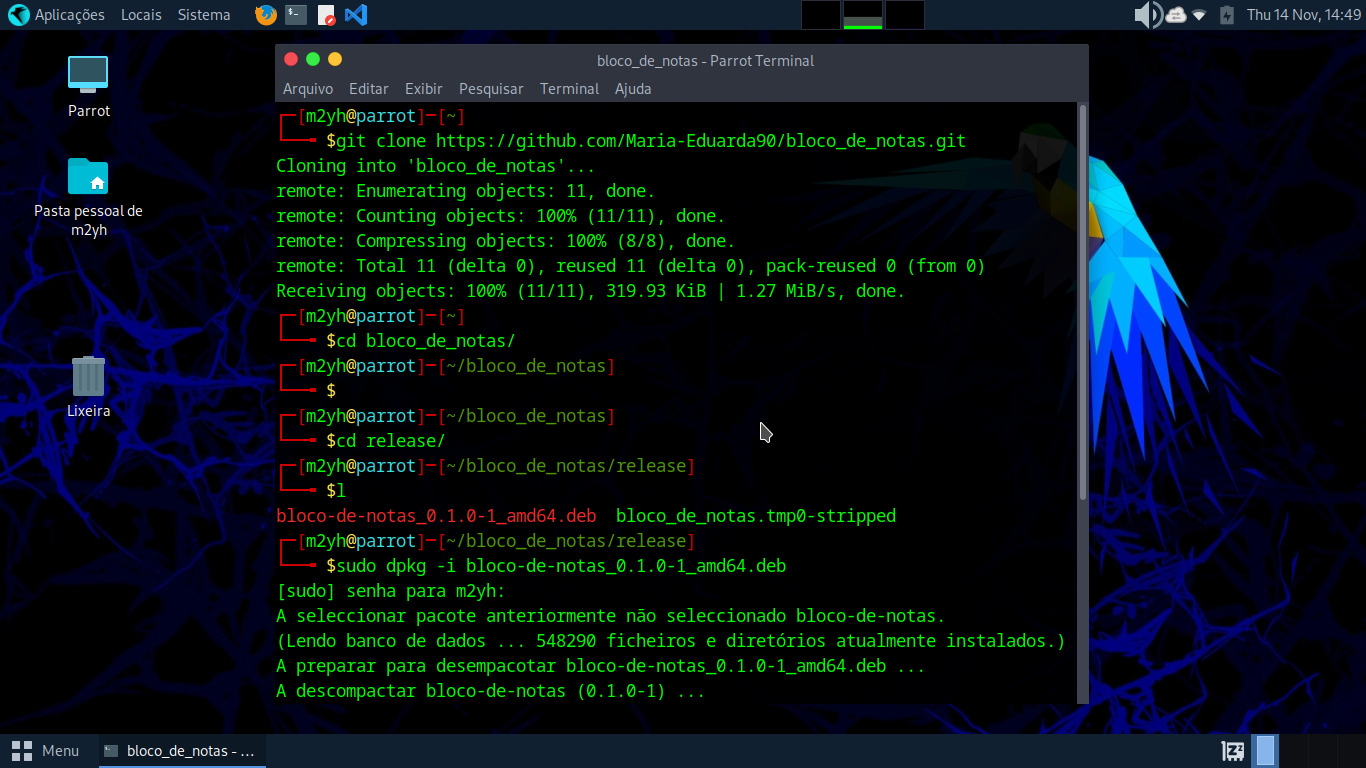 Aplicações Locais Sistema
Thu 14 Nov, 14:49
Parrot
Pasta pessoal de
m2yh
Lixeira
bloco_de_notas - Parrot Terminal
Arquivo Editar Exibir Pesquisar Terminal Ajuda
┌─[m2yh@parrot]─[~]
└──╼ $git clone https://github.com/Maria-Eduarda90/bloco_de_notas.git
Cloning into 'bloco_de_notas'...
remote: Enumerating objects: 11, done.
remote: Counting objects: 100% (11/11), done.
remote: Compressing objects: 100% (8/8), done.
remote: Total 11 (delta 0), reused 11 (delta 0), pack-reused 0 (from 0)
Receiving objects: 100% (11/11), 319.93 KiB | 1.27 MiB/s, done.
┌─[m2yh@parrot]─[~]
└──╼ $cd bloco_de_notas/
┌─[m2yh@parrot]─[~/bloco_de_notas]
└──╼ $
┌─[m2yh@parrot]─[~/bloco_de_notas]
└──╼ $cd release/
┌─[m2yh@parrot]─[~/bloco_de_notas/release]
└──╼ $l
bloco-de-notas_0.1.0-1_amd64.deb bloco_de_notas.tmp0-stripped
┌─[m2yh@parrot]─[~/bloco_de_notas/release]
└──╼ $sudo dpkg -i bloco-de-notas_0.1.0-1_amd64.deb
[sudo] senha para m2yh:
A seleccionar pacote anteriormente não seleccionado bloco-de-notas.
(Lendo banco de dados ... 548290 ficheiros e diretórios atualmente instalados.)
A preparar para desempacotar bloco-de-notas_0.1.0-1_amd64.deb ...
A descompactar bloco-de-notas (0.1.0-1) ...
Menu
bloco_de_notas - ...